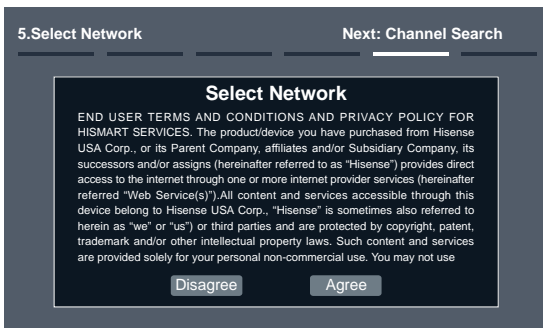 5.Select Network
Next: Channel Search
Select Network
END USER TERMS AND CONDITIONS AND PRIVACY POLICY FOR
HISMART SERVICES. The product/device you have purchased from Hisense
USA Corp., or its Parent Company, affiliates and/or Subsidiary Company, its
successors and/or assigns (hereinafter referred to as “Hisense”) provides direct
access to the internet through one or more internet provider services (hereinafter
referred “Web Service(s)”).All content and services accessible through this
device belong to Hisense USA Corp., “Hisense” is sometimes also referred to
herein as “we” or “us”) or third parties and are protected by copyright, patent,
trademark and/or other intellectual property laws. Such content and services
are provided solely for your personal non-commercial use. You may not use
Disagree
Agree